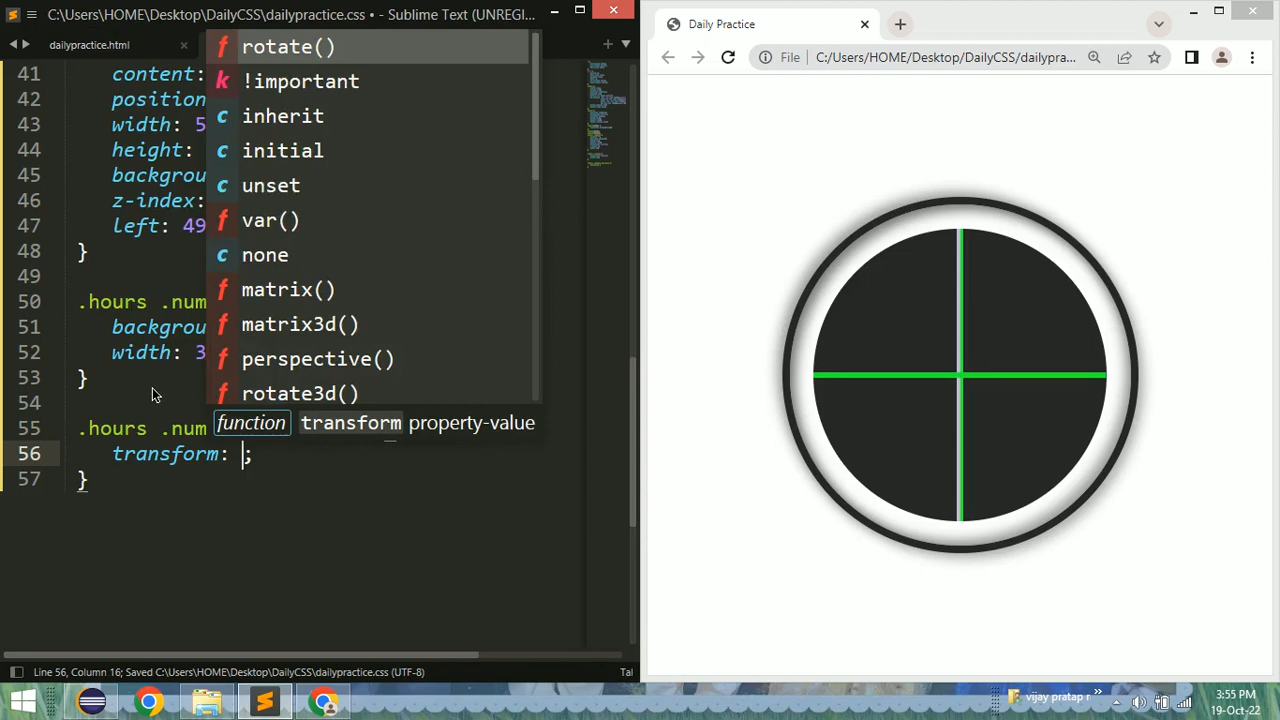 C:\Users\HOME\Desktop\DailyCSS\dailypractice.css • - Sublime Text (UNREGI...
dailypractice.html
41 content:
42 position
43 width: 5
44 height:
45 backgrou
46 z-index:
47 left: 49
48 }
49
50 .hours .num
51 backgrou
52 width: 3
53 }
54
55 .hours .num
56 transform: ;
57 }
f rotate()
k !important
c inherit
c initial
c unset
f var()
c none
f matrix()
f matrix3d()
f perspective()
f rotate3d()
function transform property-value
Line 56, Column 16; Saved C:\Users\HOME\Desktop\DailyCSS\dailypractice.css (UTF-8)
Tal
Daily Practice
File C:/Users/HOME/Desktop/DailyCSS/dailypra...
vijay pratap r
3:55 PM
19-Oct-22